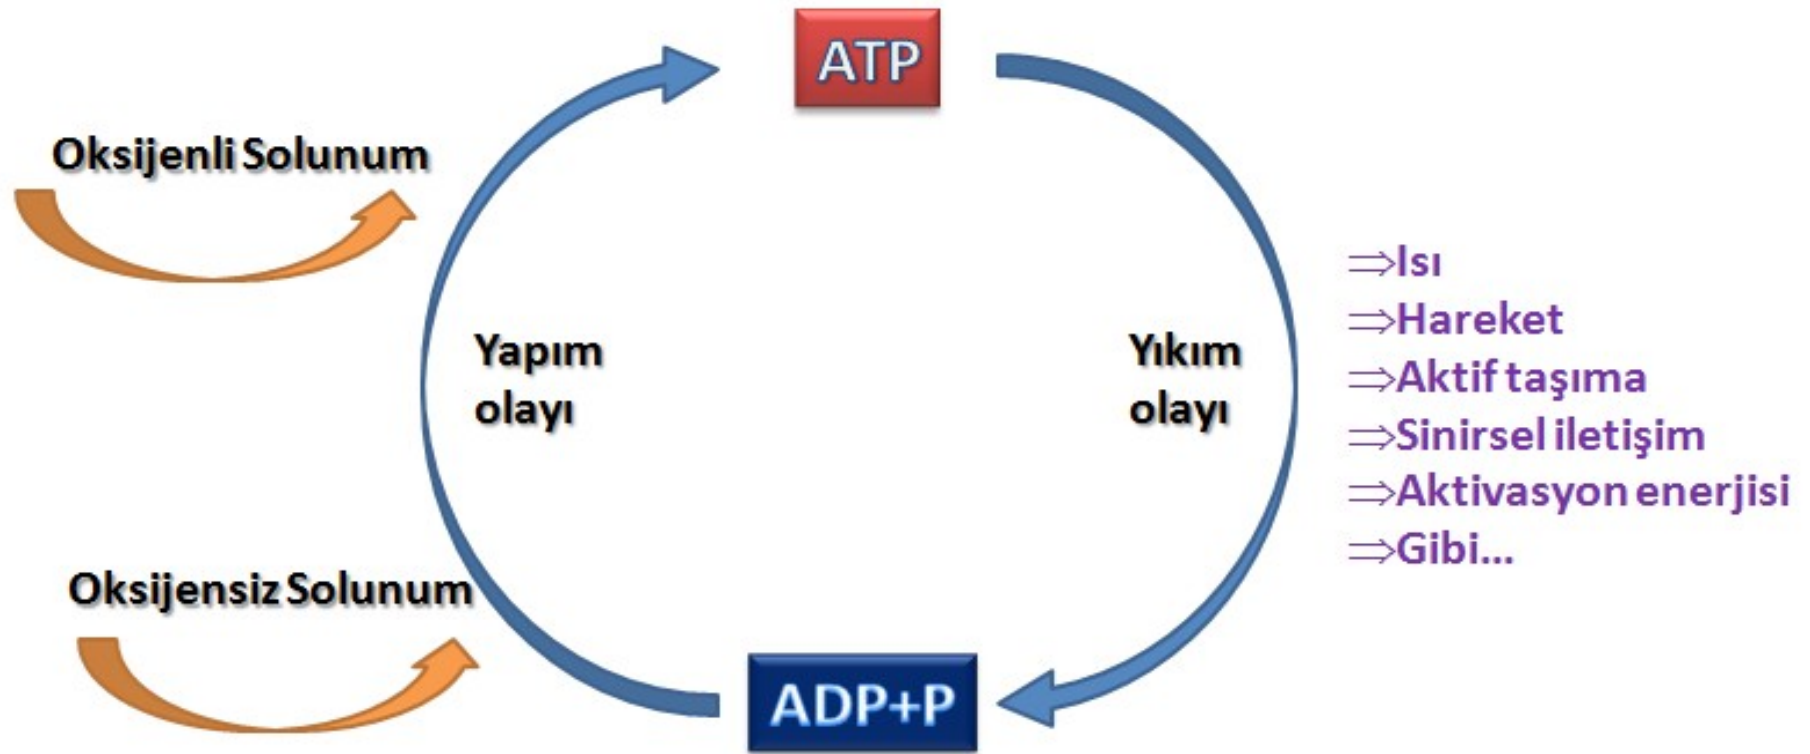 ATP
Oksijenli Solunum
Yapım
olayı
Yıkım
olayı
⇒Isı
⇒Hareket
⇒Aktif taşıma
⇒Sinirsel iletişim
⇒Aktivasyon enerjisi
⇒Gibi...
Oksijensiz Solunum
ADP+P